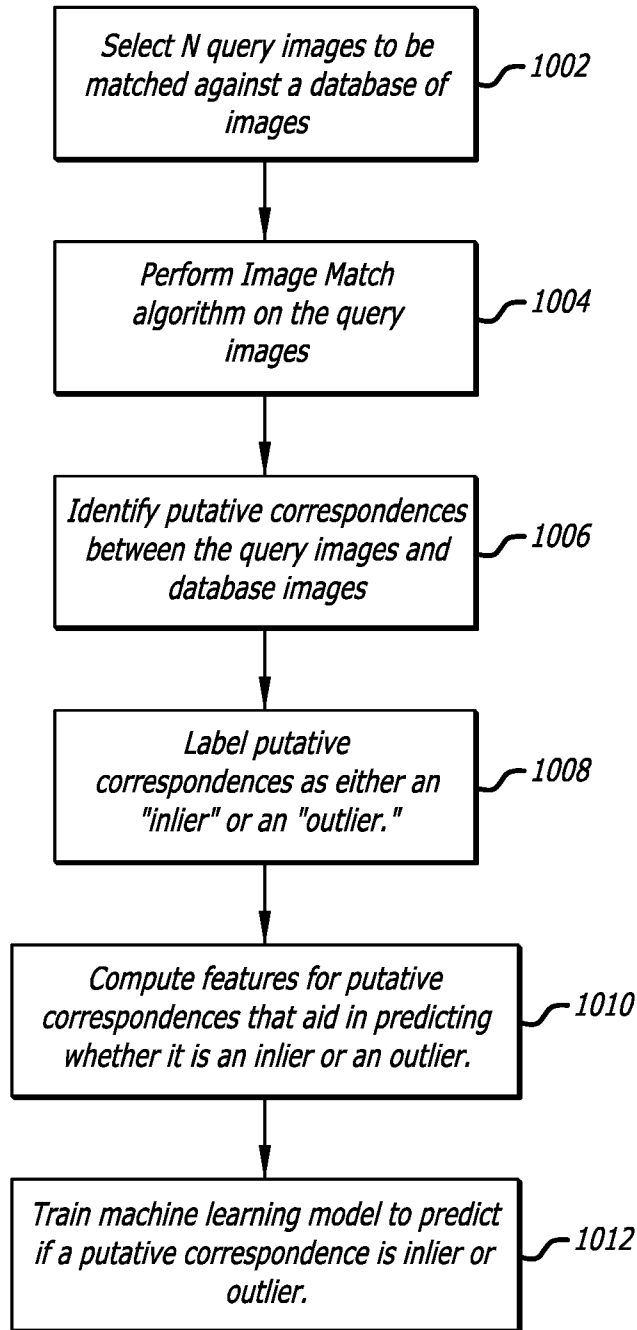 Select N query images to be
matched against a database of
images
1002
Perform Image Match
algorithm on the query
images
1004
Identify putative correspondences
between the query images and
database images
1006
Label putative
correspondences as either an
"inlier" or an "outlier."
1008
Compute features for putative
correspondences that aid in predicting
whether it is an inlier or an outlier.
1010
Train machine learning model to predict
if a putative correspondence is inlier or
outlier.
1012